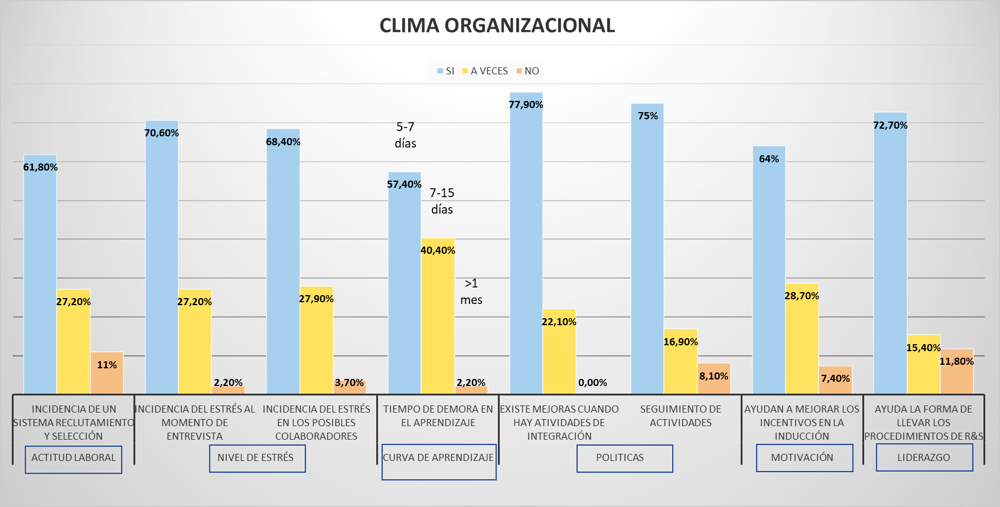 CLIMA ORGANIZACIONAL
SI A VECES NO
61,80%
27,20%
11%
70,60%
27,20%
2,20%
68,40%
27,90%
3,70%
5-7
días
57,40%
7-15
días
40,40%
>1
mes
2,20%
77,90%
22,10%
0,00%
75%
16,90%
8,10%
64%
28,70%
7,40%
72,70%
15,40%
11,80%
INCIDENCIA DE UN
SISTEMA RECLUTAMIENTO
Y SELECCIÓN
INCIDENCIA DEL ESTRÉS AL
MOMENTO DE
ENTREVISTA
INCIDENCIA DEL ESTRÉS
EN LOS POSIBLES
COLABORADORES
TIEMPO DE DEMORA EN
EL APRENDIZAJE
EXISTE MEJORAS CUANDO
HAY ATIVIDADES DE
INTEGRACIÓN
SEGUIMIENTO DE
ACTIVIDADES
AYUDAN A MEJORAR LOS
INCENTIVOS EN LA
INDUCCIÓN
AYUDA LA FORMA DE
LLEVAR LOS
PROCEDIMIENTOS DE R&S
ACTITUD LABORAL
NIVEL DE ESTRÉS
CURVA DE APRENDIZAJE
POLITICAS
MOTIVACIÓN
LIDERAZGO